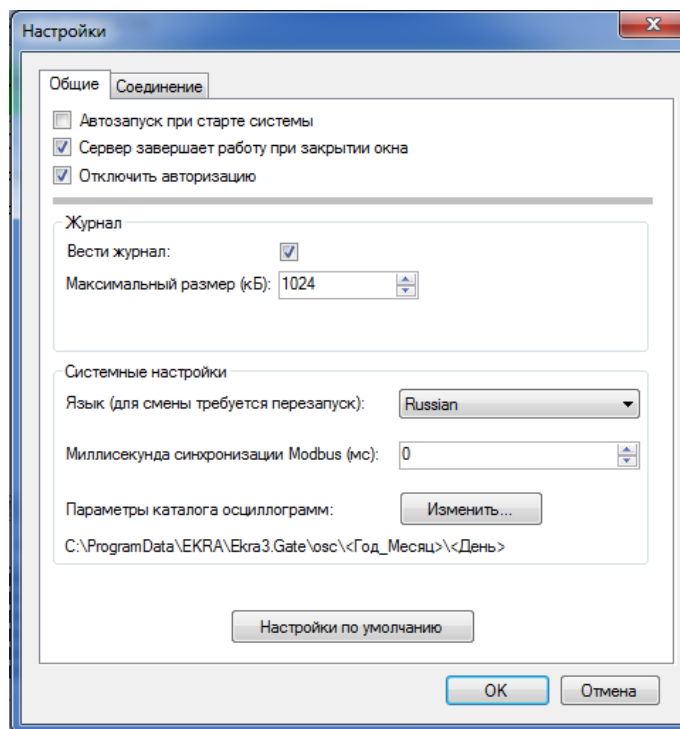 Настройки
Общие Соединение
Автозапуск при старте системы
Сервер завершает работу при закрытии окна
Отключить авторизацию
Журнал
Вести журнал:
Максимальный размер (кБ): 1024
Системные настройки
Язык (для смены требуется перезапуск): Russian
Миллисекунда синхронизации Modbus (мс): 0
Параметры каталога осциллограмм: Изменить...
C:\ProgramData\EKRA\Ekra3.Gate\osc\<Год_Месяц>\<День>
Настройки по умолчанию
OK Отмена